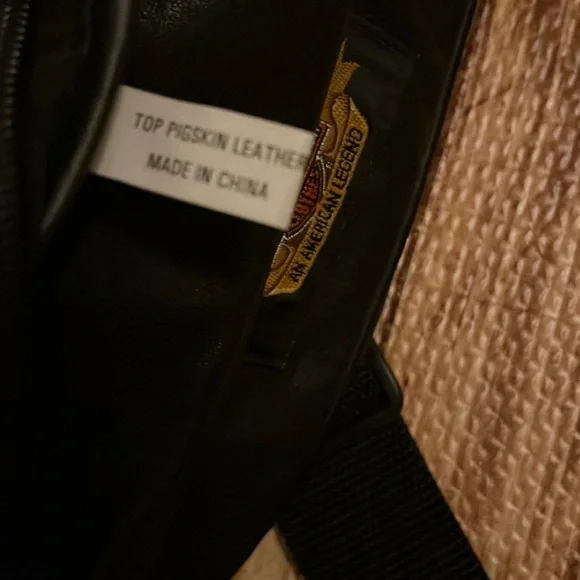 TOP PIGSKIN LEATHER
MADE IN CHINA
AN AMERICAN LEGEND